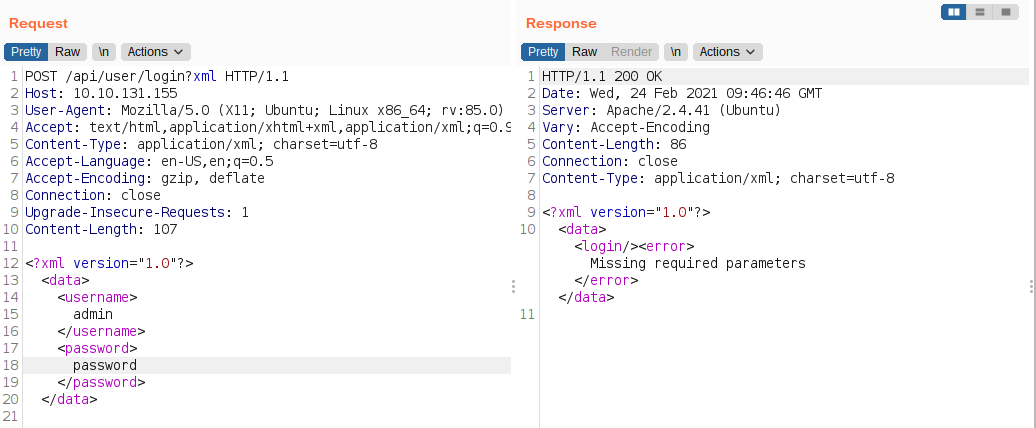 Request
Pretty Raw \n Actions
1 POST /api/user/login?xml HTTP/1.1
2 Host: 10.10.131.155
3 User-Agent: Mozilla/5.0 (X11; Ubuntu; Linux x86_64; rv:85.0)
4 Accept: text/html,application/xhtml+xml,application/xml;q=0.9
5 Content-Type: application/xml; charset=utf-8
6 Accept-Language: en-US,en;q=0.5
7 Accept-Encoding: gzip, deflate
8 Connection: close
9 Upgrade-Insecure-Requests: 1
10 Content-Length: 107
11
12 <?xml version="1.0"?>
13 <data>
14 <username>
15 admin
16 </username>
17 <password>
18 password
19 </password>
20 </data>
21
Response
Pretty Raw Render \n Actions
1 HTTP/1.1 200 OK
2 Date: Wed, 24 Feb 2021 09:46:46 GMT
3 Server: Apache/2.4.41 (Ubuntu)
4 Vary: Accept-Encoding
5 Content-Length: 86
6 Connection: close
7 Content-Type: application/xml; charset=utf-8
8
9 <?xml version="1.0"?>
10 <data>
<login/><error>
Missing required parameters
</error>
</data>
11